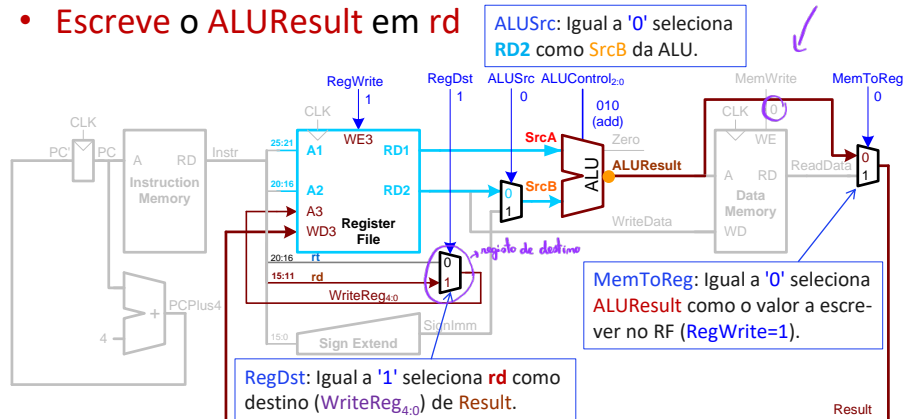 • Escreve o ALUResult em rd
ALUSrc: Igual a '0' seleciona
RD2 como SrcB da ALU.
RegWrite
1
RegDst
1
ALUSrc
0
ALUControl2:0
010
(add)
MemWrite
0
MemToReg
0
CLK
CLK
CLK
PC'
PC
A
RD
Instruction
Memory
Instr
25:21
A1
WE3
RD1
20:16
A2
RD2
A3
WD3
Register
File
SrcA
0
1
SrcB
ALU
Zero
ALUResult
WE
A
RD
Data
Memory
WD
ReadData
WriteData
0
1
20:16
rt
15:11
rd
0
1
→ registo de destino
WriteReg4:0
PCPlus4
+
4
15:0
Sign Extend
SignImm
MemToReg: Igual a '0' seleciona
ALUResult como o valor a escre-
ver no RF (RegWrite=1).
RegDst: Igual a '1' seleciona rd como
destino (WriteReg4:0) de Result.
Result